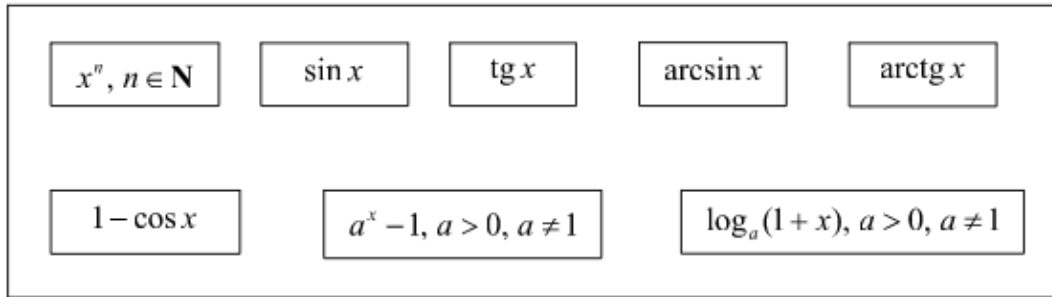 xⁿ, n ∈ N sin x tg x arcsin x arctg x
1 − cos x aˣ − 1, a > 0, a ≠ 1 logₐ(1 + x), a > 0, a ≠ 1